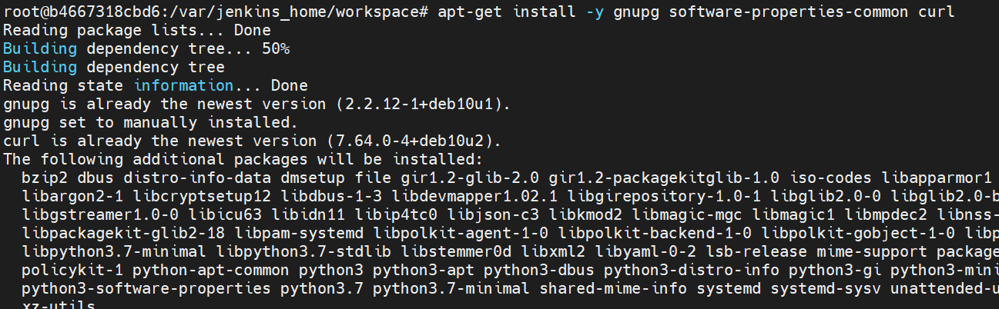 root@b4667318cbd6:/var/jenkins_home/workspace# apt-get install -y gnupg software-properties-common curl
Reading package lists... Done
Building dependency tree... 50%
Building dependency tree
Reading state information... Done
gnupg is already the newest version (2.2.12-1+deb10u1).
gnupg set to manually installed.
curl is already the newest version (7.64.0-4+deb10u2).
The following additional packages will be installed:
bzip2 dbus distro-info-data dmsetup file gir1.2-glib-2.0 gir1.2-packagekitglib-1.0 iso-codes libapparmor1
libargon2-1 libcryptsetup12 libdbus-1-3 libdevmapper1.02.1 libgirepository-1.0-1 libglib2.0-0 libglib2.0-b
libgstreamer1.0-0 libicu63 libidn11 libip4tc0 libjson-c3 libkmod2 libmagic-mgc libmagic1 libmpdec2 libnss-
libpackagekit-glib2-18 libpam-systemd libpolkit-agent-1-0 libpolkit-backend-1-0 libpolkit-gobject-1-0 libp
libpython3.7-minimal libpython3.7-stdlib libstemmer0d libxml2 libyaml-0-2 lsb-release mime-support package
policykit-1 python-apt-common python3 python3-apt python3-dbus python3-distro-info python3-gi python3-mini
python3-software-properties python3.7 python3.7-minimal shared-mime-info systemd systemd-sysv unattended-u
xz-utils